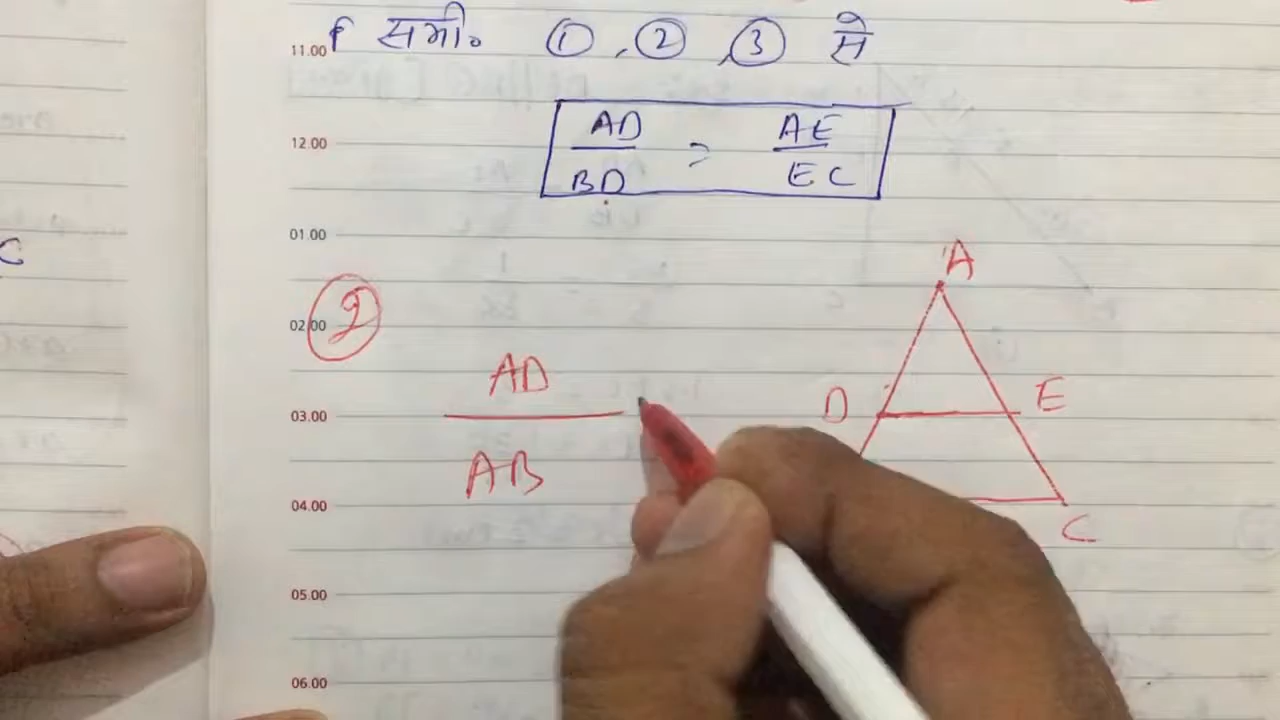 11.00 समी० ① , ② , ③ से
12.00 AD / BD = AE / EC
01.00
A
② 02.00
AD
D E
03.00
AB
04.00
C
05.00
06.00
C